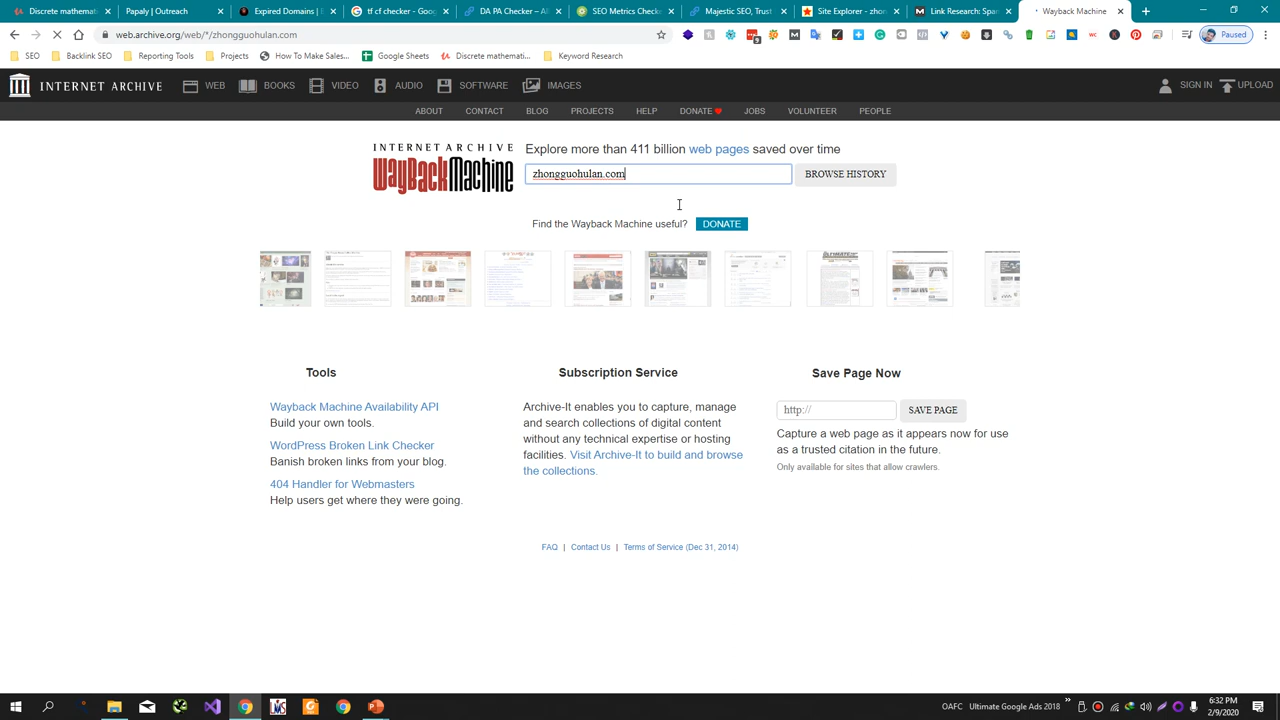 Discrete mathemati
Papaly | Outreach
Expired Domains |
tf cf checker - Goog
DA PA Checker – All
SEO Metrics Checke
Majestic SEO, Trust
Site Explorer - zhon
Link Research: Spam
Wayback Machine
web.archive.org/web/*/zhongguohulan.com
Paused
SEO
Backlink SEO
Reporting Tools
Projects
How To Make Sales...
Google Sheets
Discrete mathemati...
Keyword Research
INTERNET ARCHIVE
WEB
BOOKS
VIDEO
AUDIO
SOFTWARE
IMAGES
SIGN IN
UPLOAD
ABOUT
CONTACT
BLOG
PROJECTS
HELP
DONATE
JOBS
VOLUNTEER
PEOPLE
INTERNET ARCHIVE
WayBackMachine
Explore more than 411 billion web pages saved over time
zhongguohulan.com
BROWSE HISTORY
Find the Wayback Machine useful?
DONATE
Tools
Wayback Machine Availability API
Build your own tools.
WordPress Broken Link Checker
Banish broken links from your blog.
404 Handler for Webmasters
Help users get where they were going.
Subscription Service
Archive-It enables you to capture, manage
and search collections of digital content
without any technical expertise or hosting
facilities. Visit Archive-It to build and browse
the collections.
Save Page Now
http://
SAVE PAGE
Capture a web page as it appears now for use
as a trusted citation in the future.
Only available for sites that allow crawlers.
FAQ | Contact Us | Terms of Service (Dec 31, 2014)
OAFC
Ultimate Google Ads 2018
6:32 PM
2/9/2020